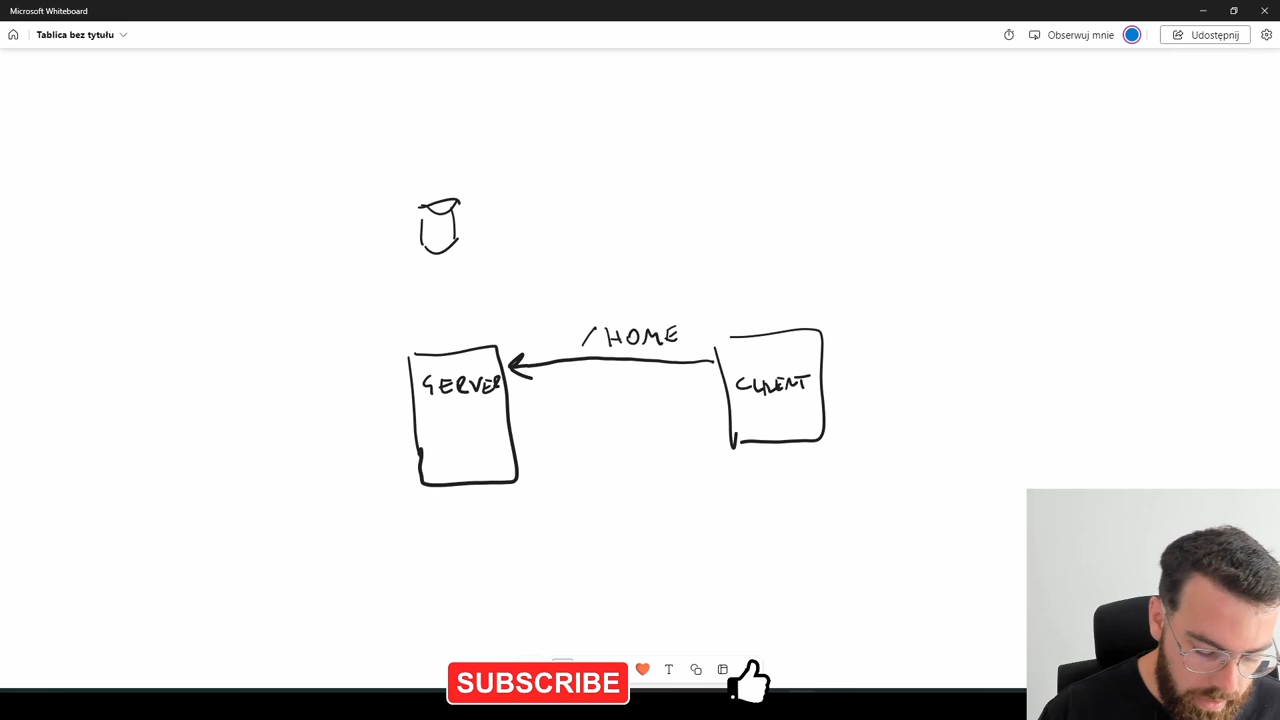 Microsoft Whiteboard
Tablica bez tytułu
Obserwuj mnie
Udostępnij
/HOME
SERVER
CLIENT
T
SUBSCRIBE